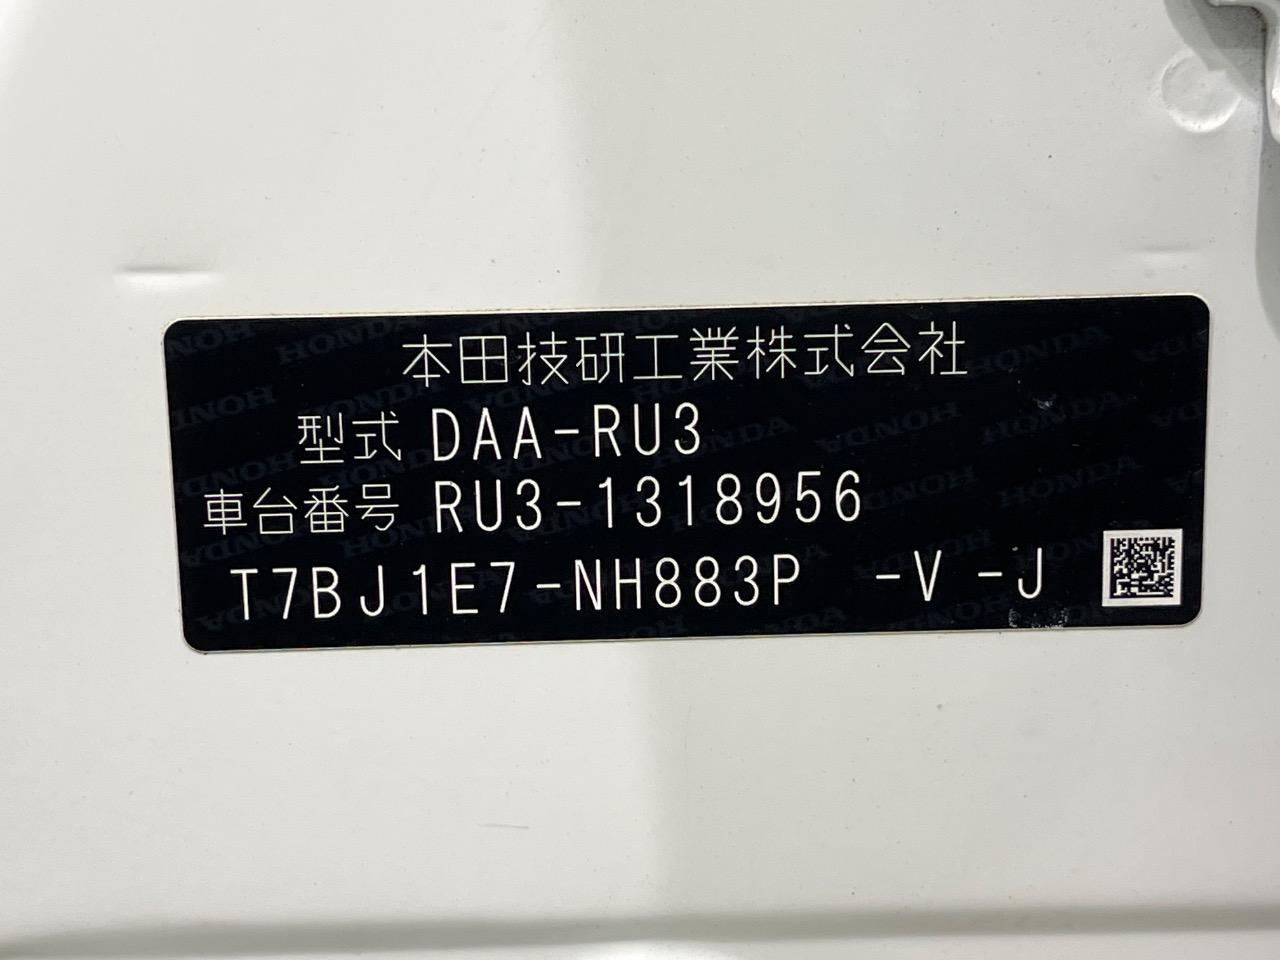 本田技研工業株式会社
型式 DAA-RU3
車台番号 RU3-1318956
T7BJ1E7-NH883P -V -J